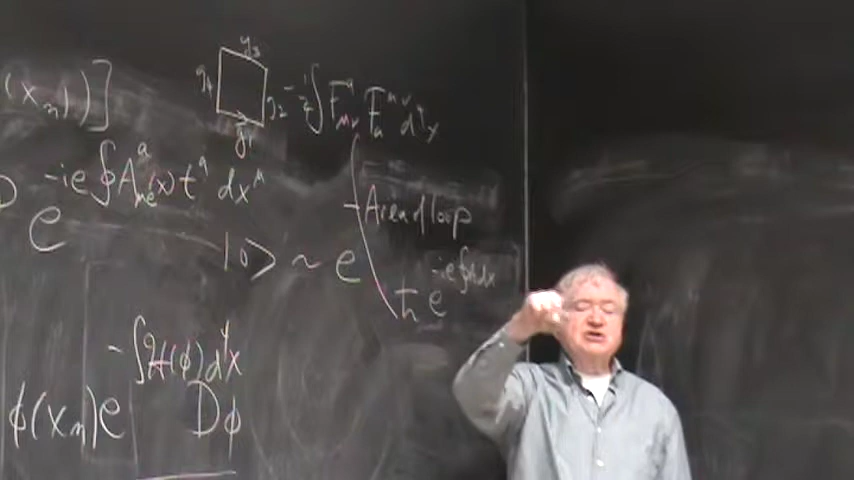 y₃
(xₙ))]
y₄ y₂ -¼∫F^a_μν F_a^μν d⁴x
y₁
e^{-ie∮A^a_μ(x) t^a dx^μ}
|0> ~ e^{-Area of loop}
tr e^{-ie∮Adx}
φ(xₙ) e^{-∫H(φ)d⁴x} Dφ